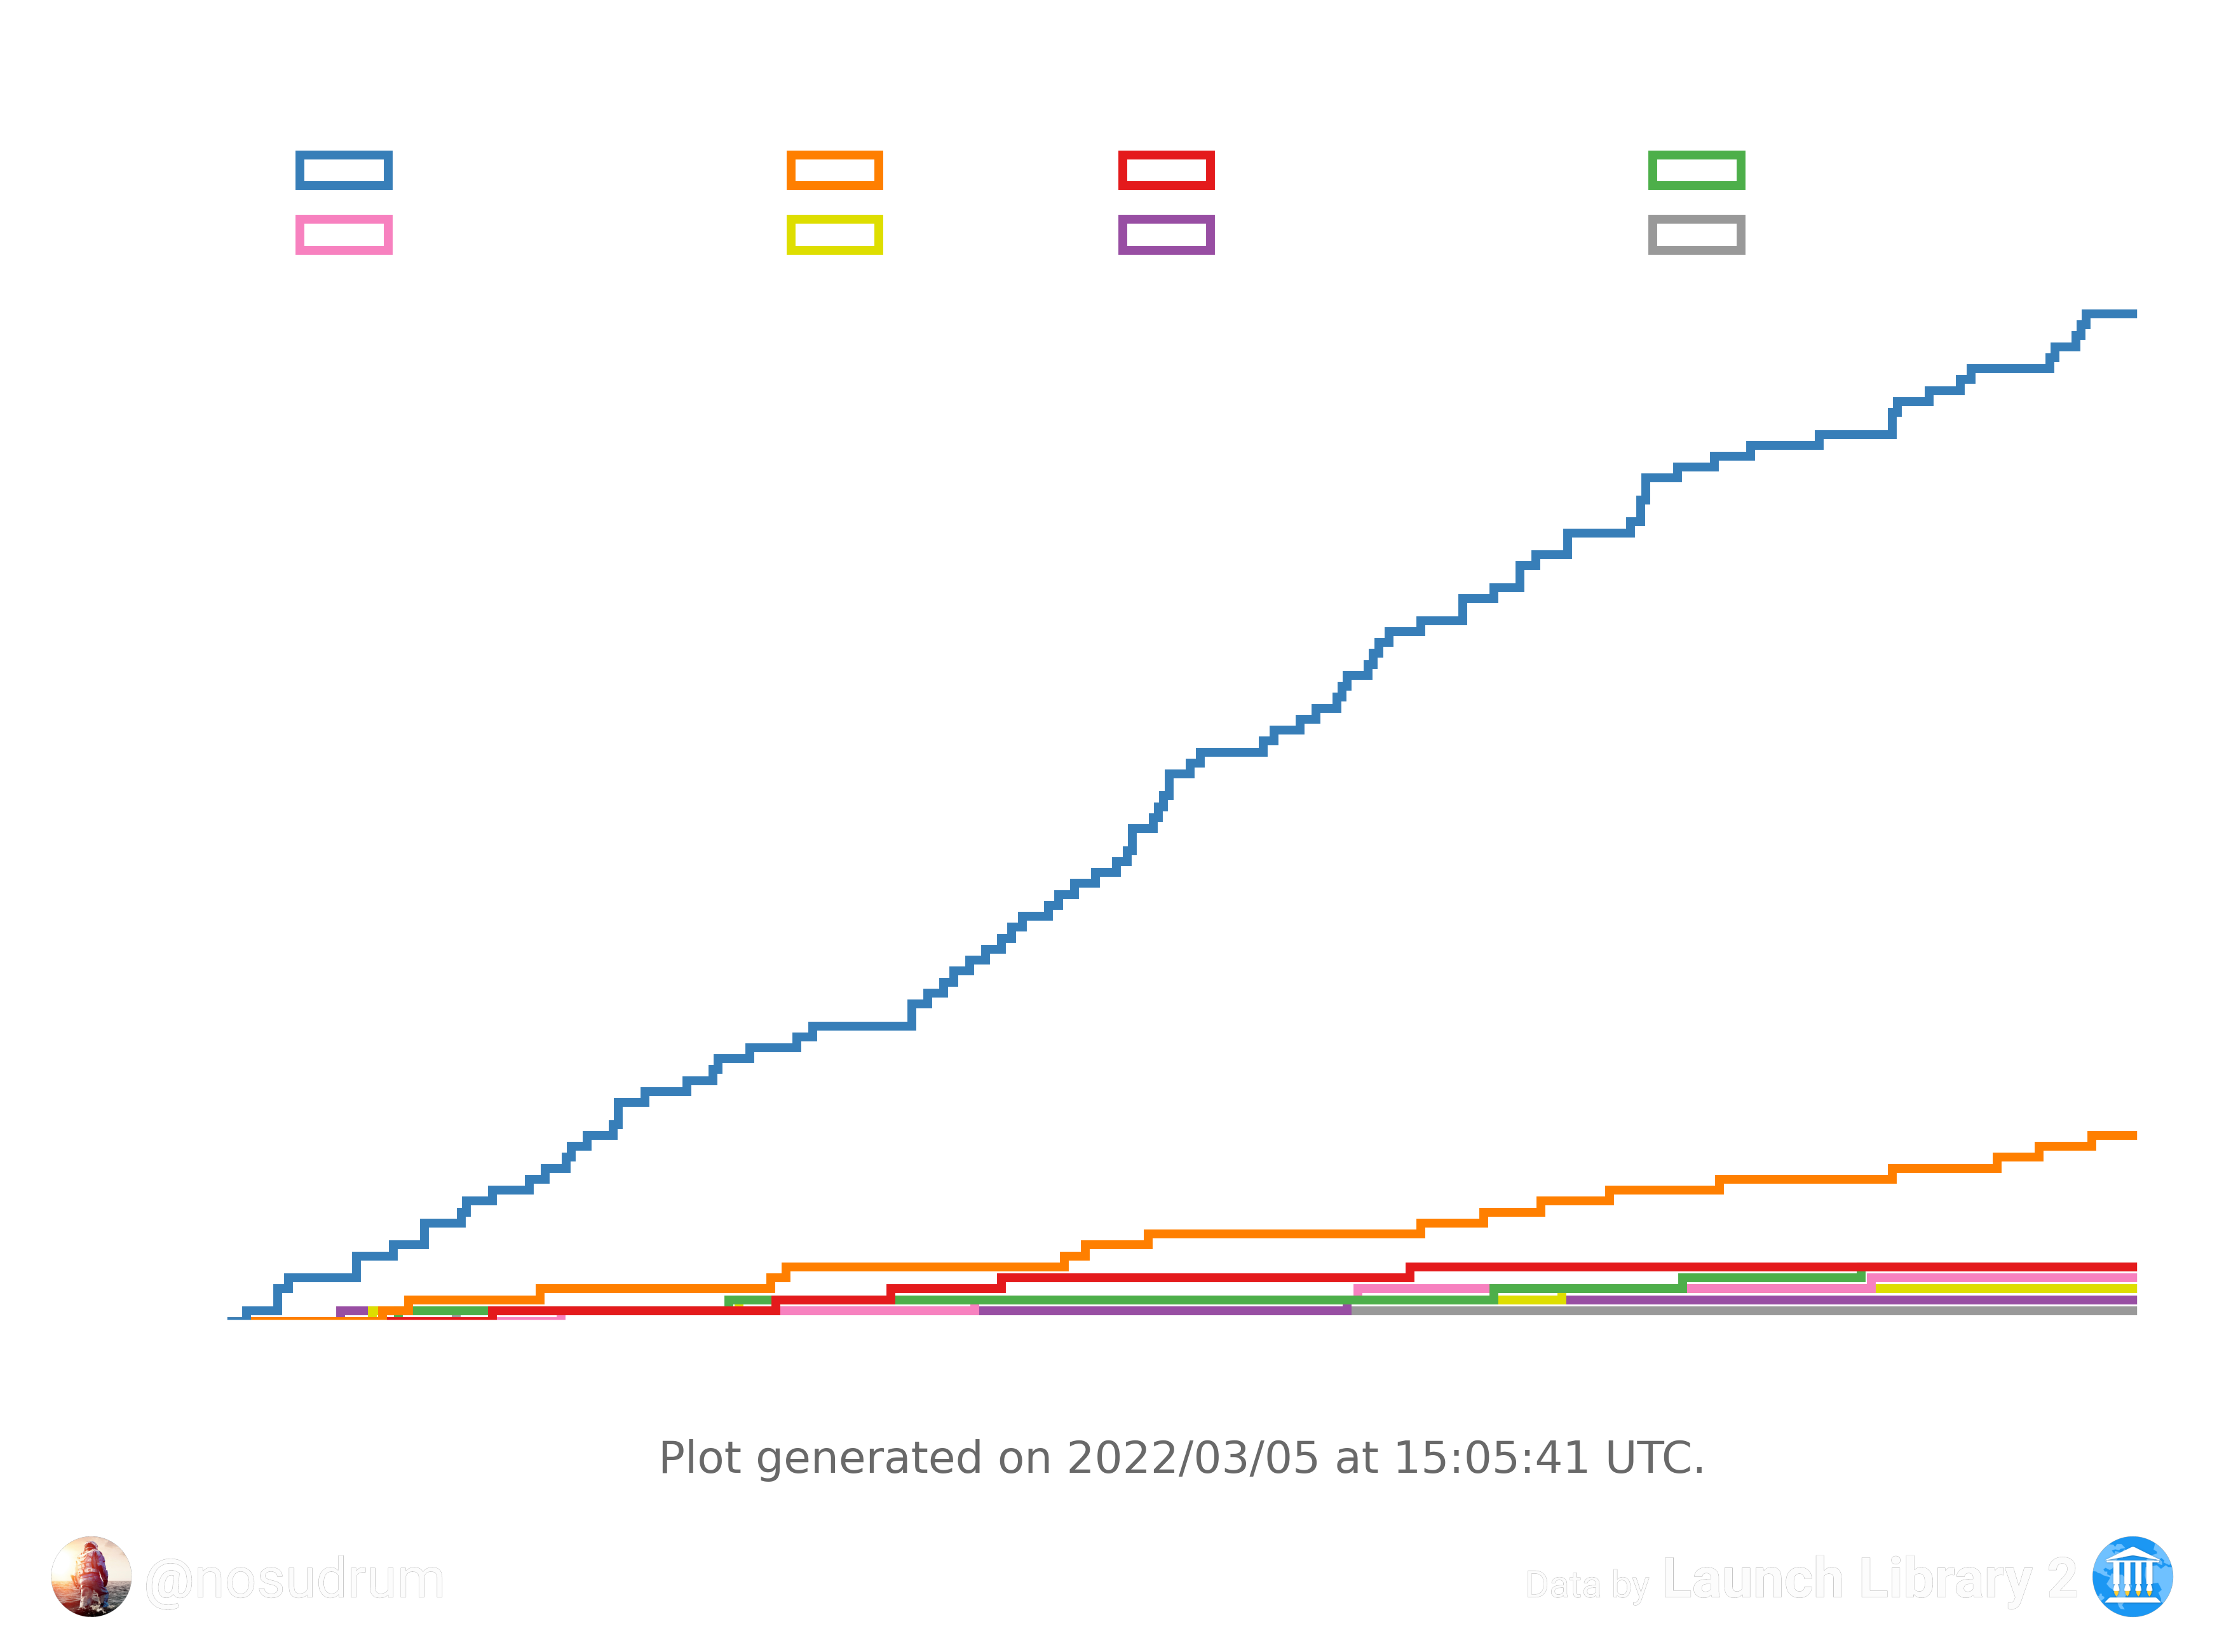 Plot generated on 2022/03/05 at 15:05:41 UTC.
@nosudrum
Data by Launch Library 2